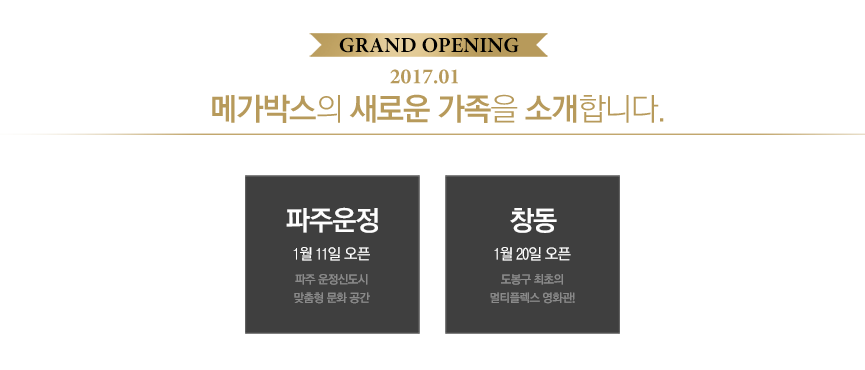 GRAND OPENING
2017.01
메가박스의 새로운 가족을 소개합니다.
파주운정
1월 11일 오픈
파주 운정신도시
맞춤형 문화 공간
창동
1월 20일 오픈
도봉구 최초의
멀티플렉스 영화관!